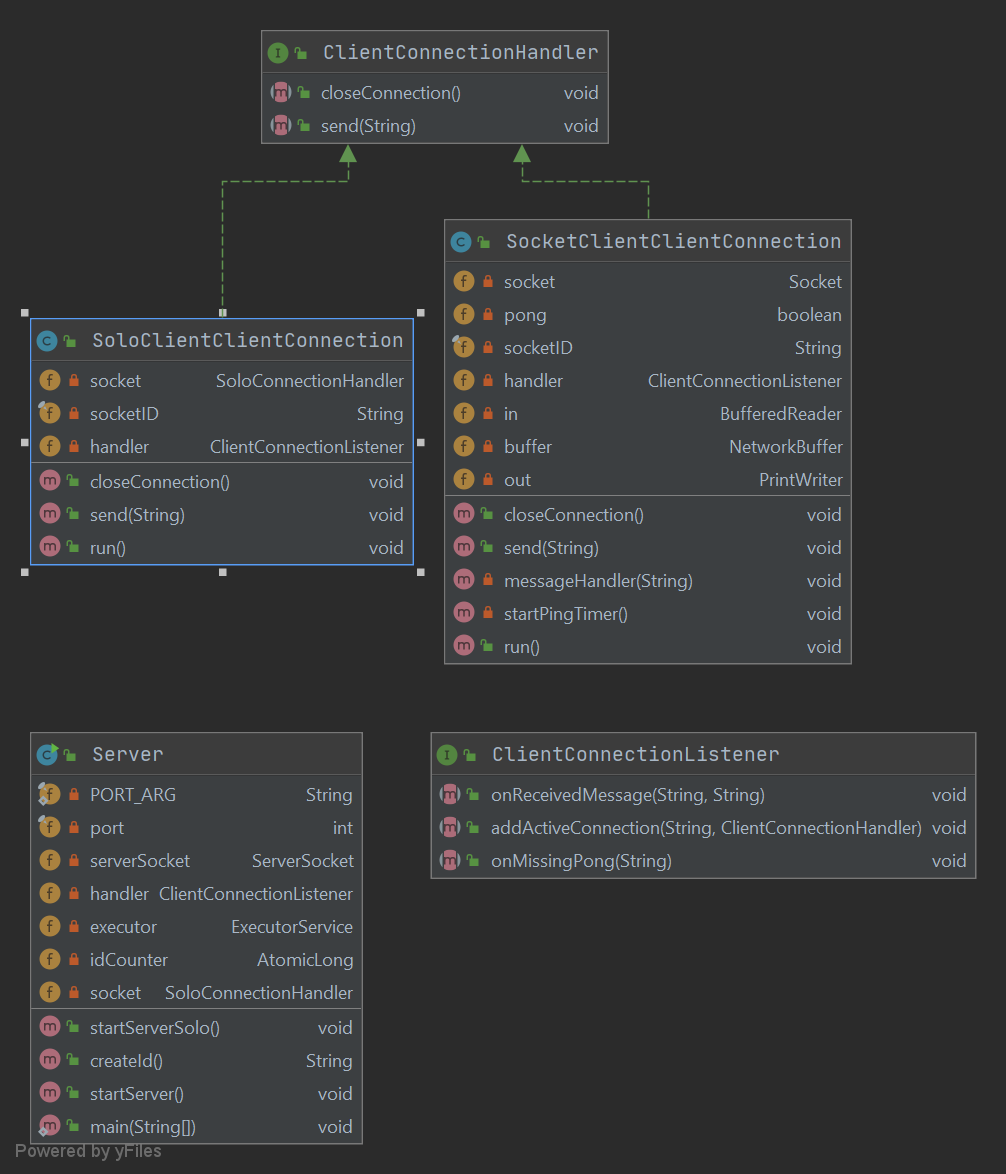 ClientConnectionHandler
closeConnection() void
send(String) void
SocketClientClientConnection
socket Socket
pong boolean
socketID String
handler ClientConnectionListener
in BufferedReader
buffer NetworkBuffer
out PrintWriter
closeConnection() void
send(String) void
messageHandler(String) void
startPingTimer() void
run() void
SoloClientClientConnection
socket SoloConnectionHandler
socketID String
handler ClientConnectionListener
closeConnection() void
send(String) void
run() void
Server
PORT_ARG String
port int
serverSocket ServerSocket
handler ClientConnectionListener
executor ExecutorService
idCounter AtomicLong
socket SoloConnectionHandler
startServerSolo() void
createId() String
startServer() void
main(String[]) void
ClientConnectionListener
onReceivedMessage(String, String) void
addActiveConnection(String, ClientConnectionHandler) void
onMissingPong(String) void
Powered by yFiles